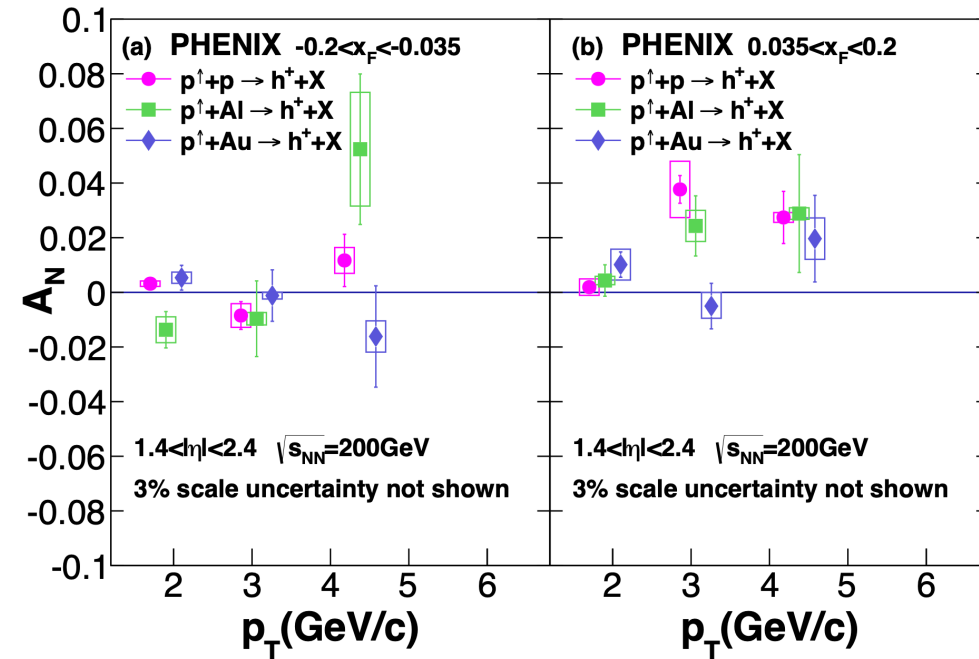 (a) PHENIX -0.2<x_F<-0.035
p↑+p → h⁺+X
p↑+Al → h⁺+X
p↑+Au → h⁺+X
1.4<|η|<2.4 √s_NN=200GeV
3% scale uncertainty not shown
(b) PHENIX 0.035<x_F<0.2
p↑+p → h⁺+X
p↑+Al → h⁺+X
p↑+Au → h⁺+X
1.4<|η|<2.4 √s_NN=200GeV
3% scale uncertainty not shown
A_N
0.1
0.08
0.06
0.04
0.02
0
-0.02
-0.04
-0.06
-0.08
-0.1
2 3 4 5 6
2 3 4 5 6
p_T(GeV/c)
p_T(GeV/c)